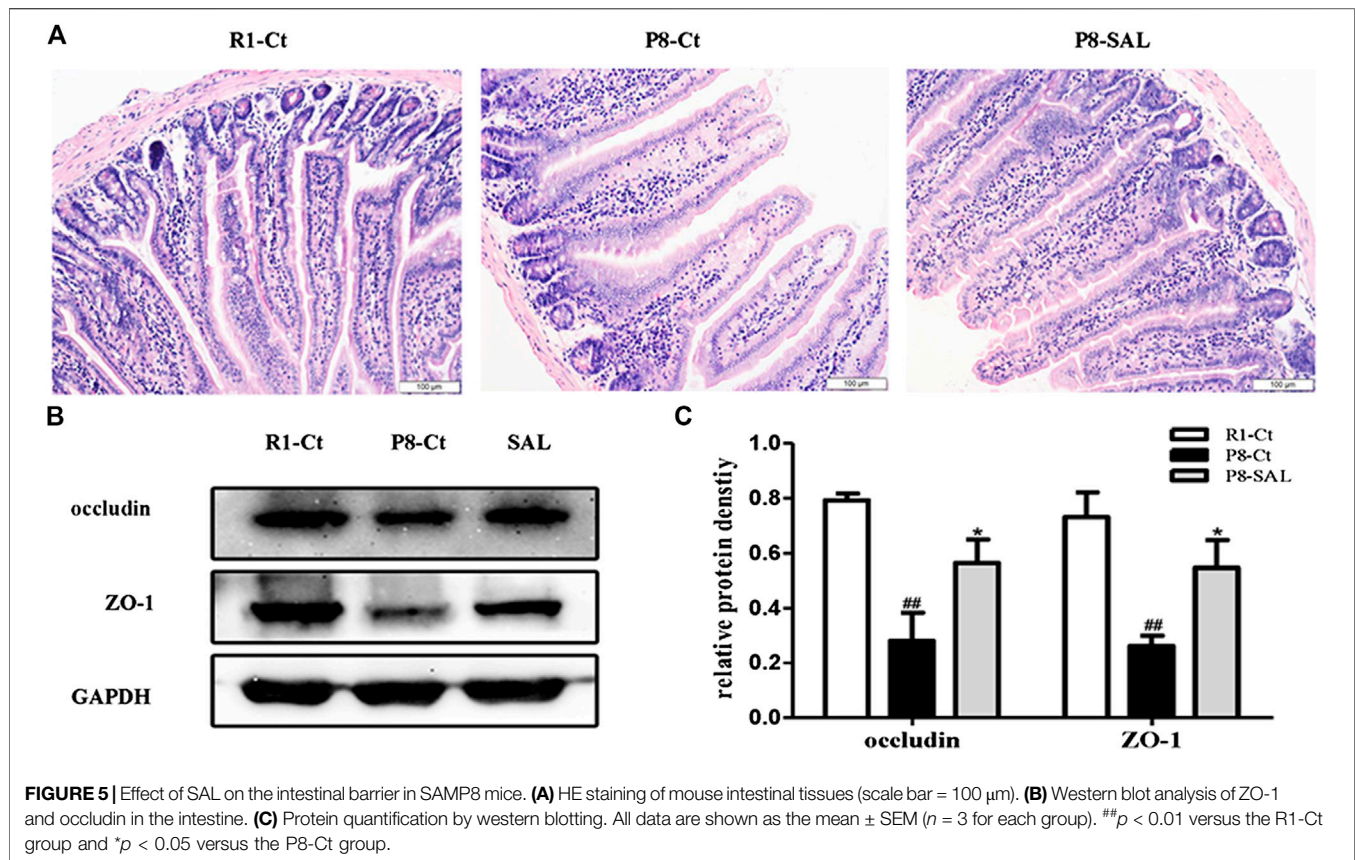 A
R1-Ct
P8-Ct
P8-SAL
100 µm
100 µm
100 µm
B
R1-Ct
P8-Ct
SAL
occludin
ZO-1
GAPDH
C
relative protein denstiy
1.0
0.8
0.6
0.4
0.2
0.0
R1-Ct
P8-Ct
P8-SAL
##
*
##
*
occludin
ZO-1
FIGURE 5 | Effect of SAL on the intestinal barrier in SAMP8 mice. (A) HE staining of mouse intestinal tissues (scale bar = 100 μm). (B) Western blot analysis of ZO-1
and occludin in the intestine. (C) Protein quantification by western blotting. All data are shown as the mean ± SEM (n = 3 for each group). ##p < 0.01 versus the R1-Ct
group and *p < 0.05 versus the P8-Ct group.